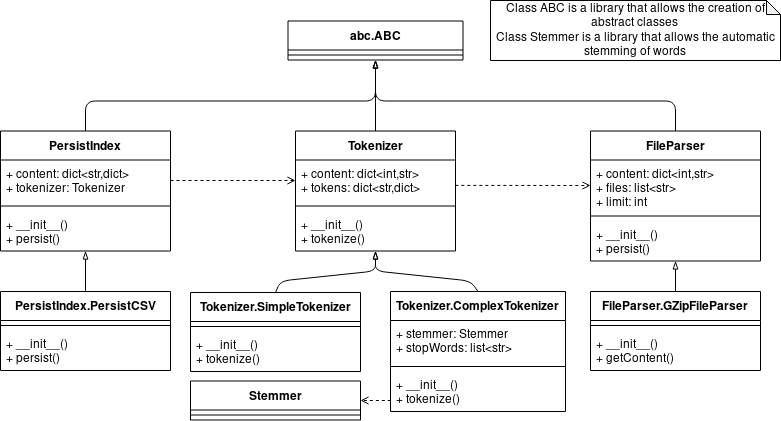 Class ABC is a library that allows the creation of
abstract classes
Class Stemmer is a library that allows the automatic
stemming of words
abc.ABC
PersistIndex
+ content: dict<str,dict>
+ tokenizer: Tokenizer
+ __init__()
+ persist()
Tokenizer
+ content: dict<int,str>
+ tokens: dict<str,dict>
+ __init__()
+ tokenize()
FileParser
+ content: dict<int,str>
+ files: list<str>
+ limit: int
+ __init__()
+ persist()
PersistIndex.PersistCSV
+ __init__()
+ persist()
Tokenizer.SimpleTokenizer
+ __init__()
+ tokenize()
Tokenizer.ComplexTokenizer
+ stemmer: Stemmer
+ stopWords: list<str>
+ __init__()
+ tokenize()
FileParser.GZipFileParser
+ __init__()
+ getContent()
Stemmer